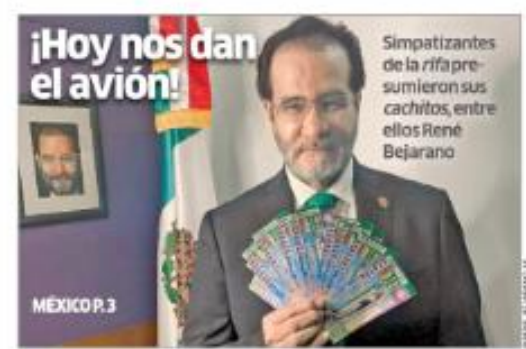 ¡Hoy nos dan
el avión!
Simpatizantes
de la rifa pre-
sumieron sus
cachitos, entre
ellos René
Bejarano
MÉXICO P. 3